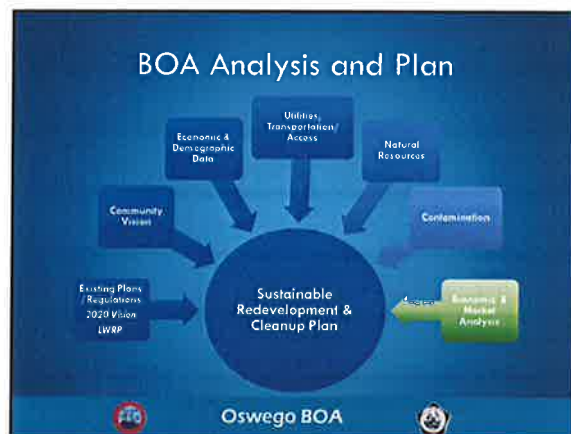 BOA Analysis and Plan
Utilities,
Transportation/
Access
Economic &
Demographic
Data
Natural
Resources
Community
Vision
Contamination
Existing Plans
/Regulations
2020 Vision
LWRP
Sustainable
Redevelopment &
Cleanup Plan
Economic &
Market
Analysis
Oswego BOA